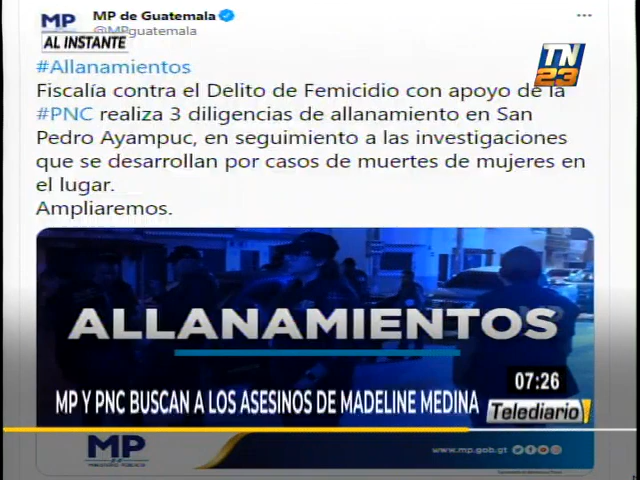 MP
MP de Guatemala
@MPguatemala
AL INSTANTE
TN
23
#Allanamientos
Fiscalía contra el Delito de Femicidio con apoyo de la
#PNC realiza 3 diligencias de allanamiento en San
Pedro Ayampuc, en seguimiento a las investigaciones
que se desarrollan por casos de muertes de mujeres en
el lugar.
Ampliaremos.
ALLANAMIENTOS
07:26
MP Y PNC BUSCAN A LOS ASESINOS DE MADELINE MEDINA
Telediario
MP
MINISTERIO PÚBLICO
www.mp.gob.gt